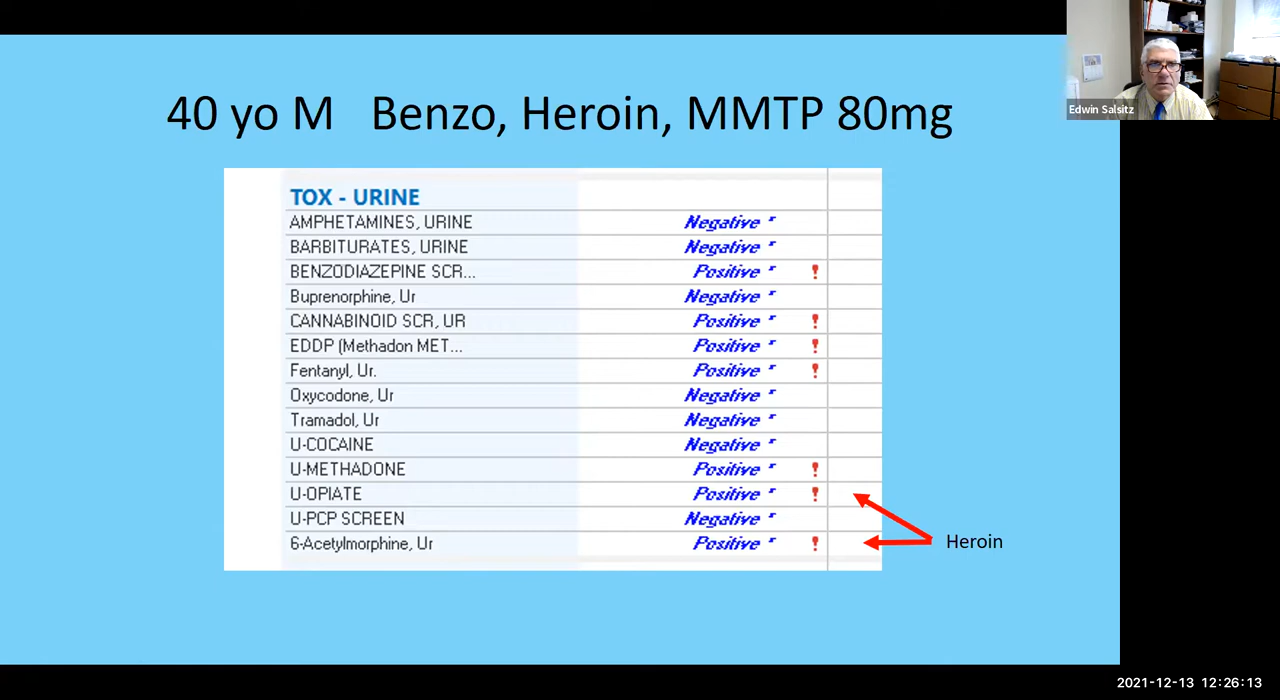 Edwin Salsitz
40 yo M Benzo, Heroin, MMTP 80mg
TOX - URINE
AMPHETAMINES, URINE Negative *
BARBITURATES, URINE Negative *
BENZODIAZEPINE SCR... Positive * !
Buprenorphine, Ur Negative *
CANNABINOID SCR, UR Positive * !
EDDP (Methadon MET... Positive * !
Fentanyl, Ur. Positive * !
Oxycodone, Ur Negative *
Tramadol, Ur Negative *
U-COCAINE Negative *
U-METHADONE Positive * !
U-OPIATE Positive * !
U-PCP SCREEN Negative *
6-Acetylmorphine, Ur Positive * !
Heroin
2021-12-13 12:26:13